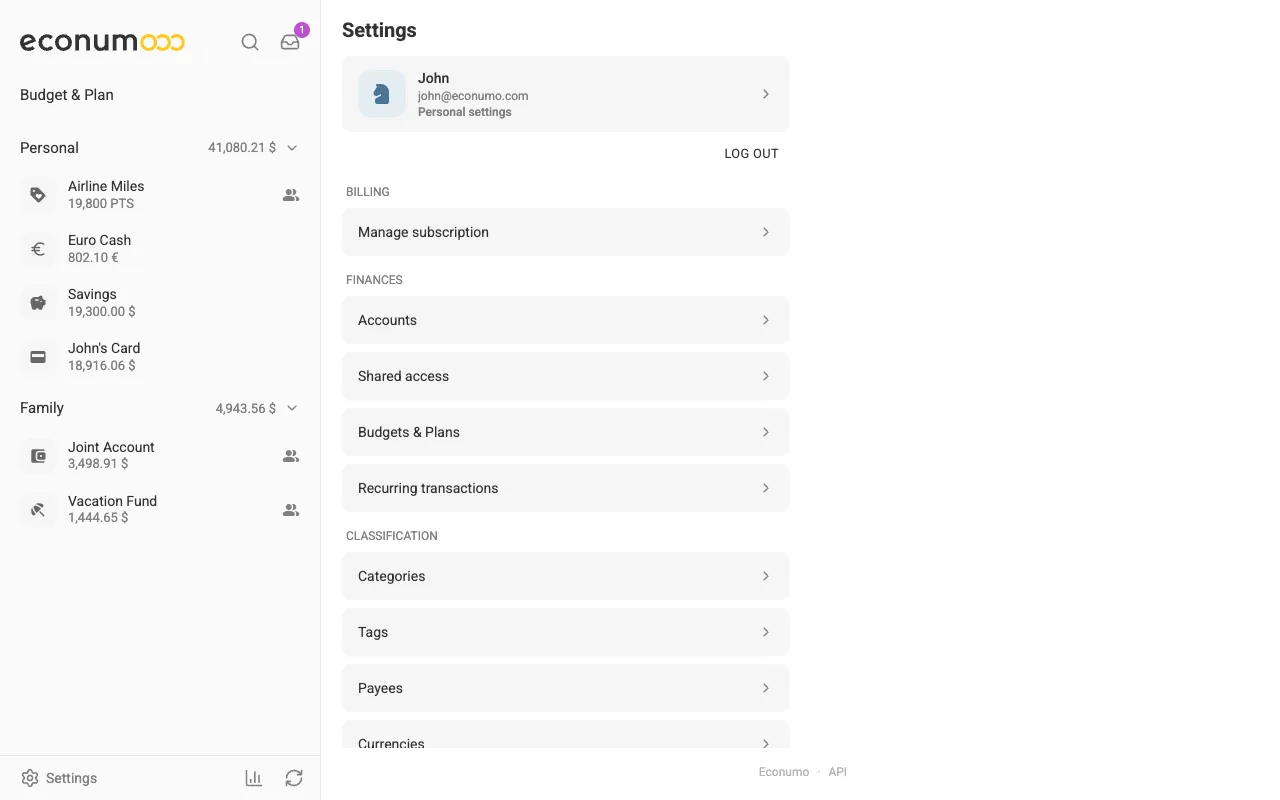 econumo
1
Budget & Plan
Personal
41,080.21 $
Airline Miles
19,800 PTS
Euro Cash
802.10 €
Savings
19,300.00 $
John's Card
18,916.06 $
Family
4,943.56 $
Joint Account
3,498.91 $
Vacation Fund
1,444.65 $
Settings
Settings
John
john@econumo.com
Personal settings
LOG OUT
BILLING
Manage subscription
FINANCES
Accounts
Shared access
Budgets & Plans
Recurring transactions
CLASSIFICATION
Categories
Tags
Payees
Currencies
Econumo · API